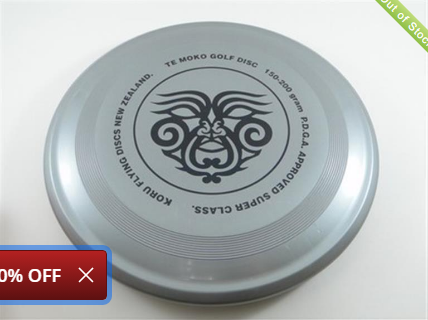 Out of Stock
TE MOKO GOLF DISC 150-200 gram P.D.G.A. APPROVED SUPER CLASS.
KORU FLYING DISCS NEW ZEALAND.
0% OFF